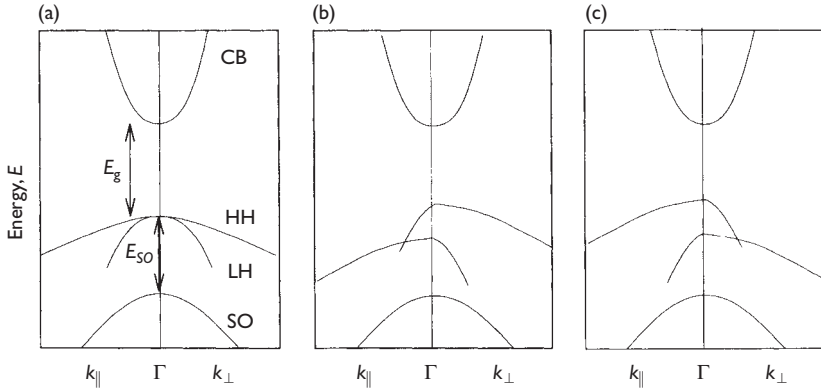 (a)
(b)
(c)
CB
E_g
Energy, E
HH
E_SO
LH
SO
k_∥ Γ k_⊥
k_∥ Γ k_⊥
k_∥ Γ k_⊥